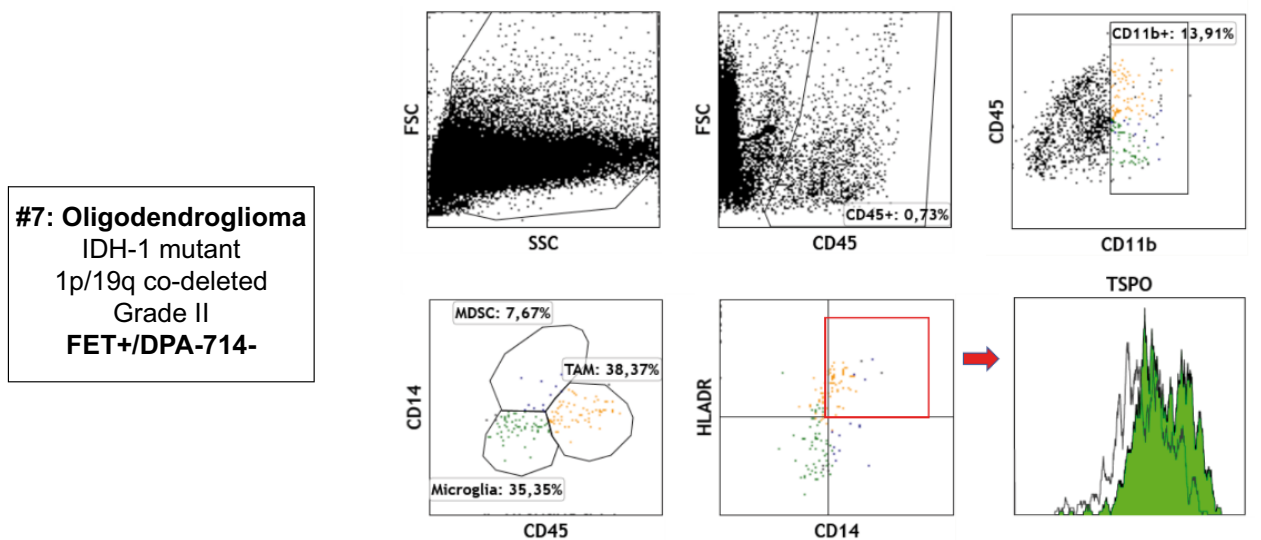 #7: Oligodendroglioma
IDH-1 mutant
1p/19q co-deleted
Grade II
FET+/DPA-714-
FSC
SSC
FSC
CD45+: 0,73%
CD45
CD45
CD11b+: 13,91%
CD11b
MDSC: 7,67%
TAM: 38,37%
CD14
Microglia: 35,35%
CD45
HLADR
CD14
TSPO